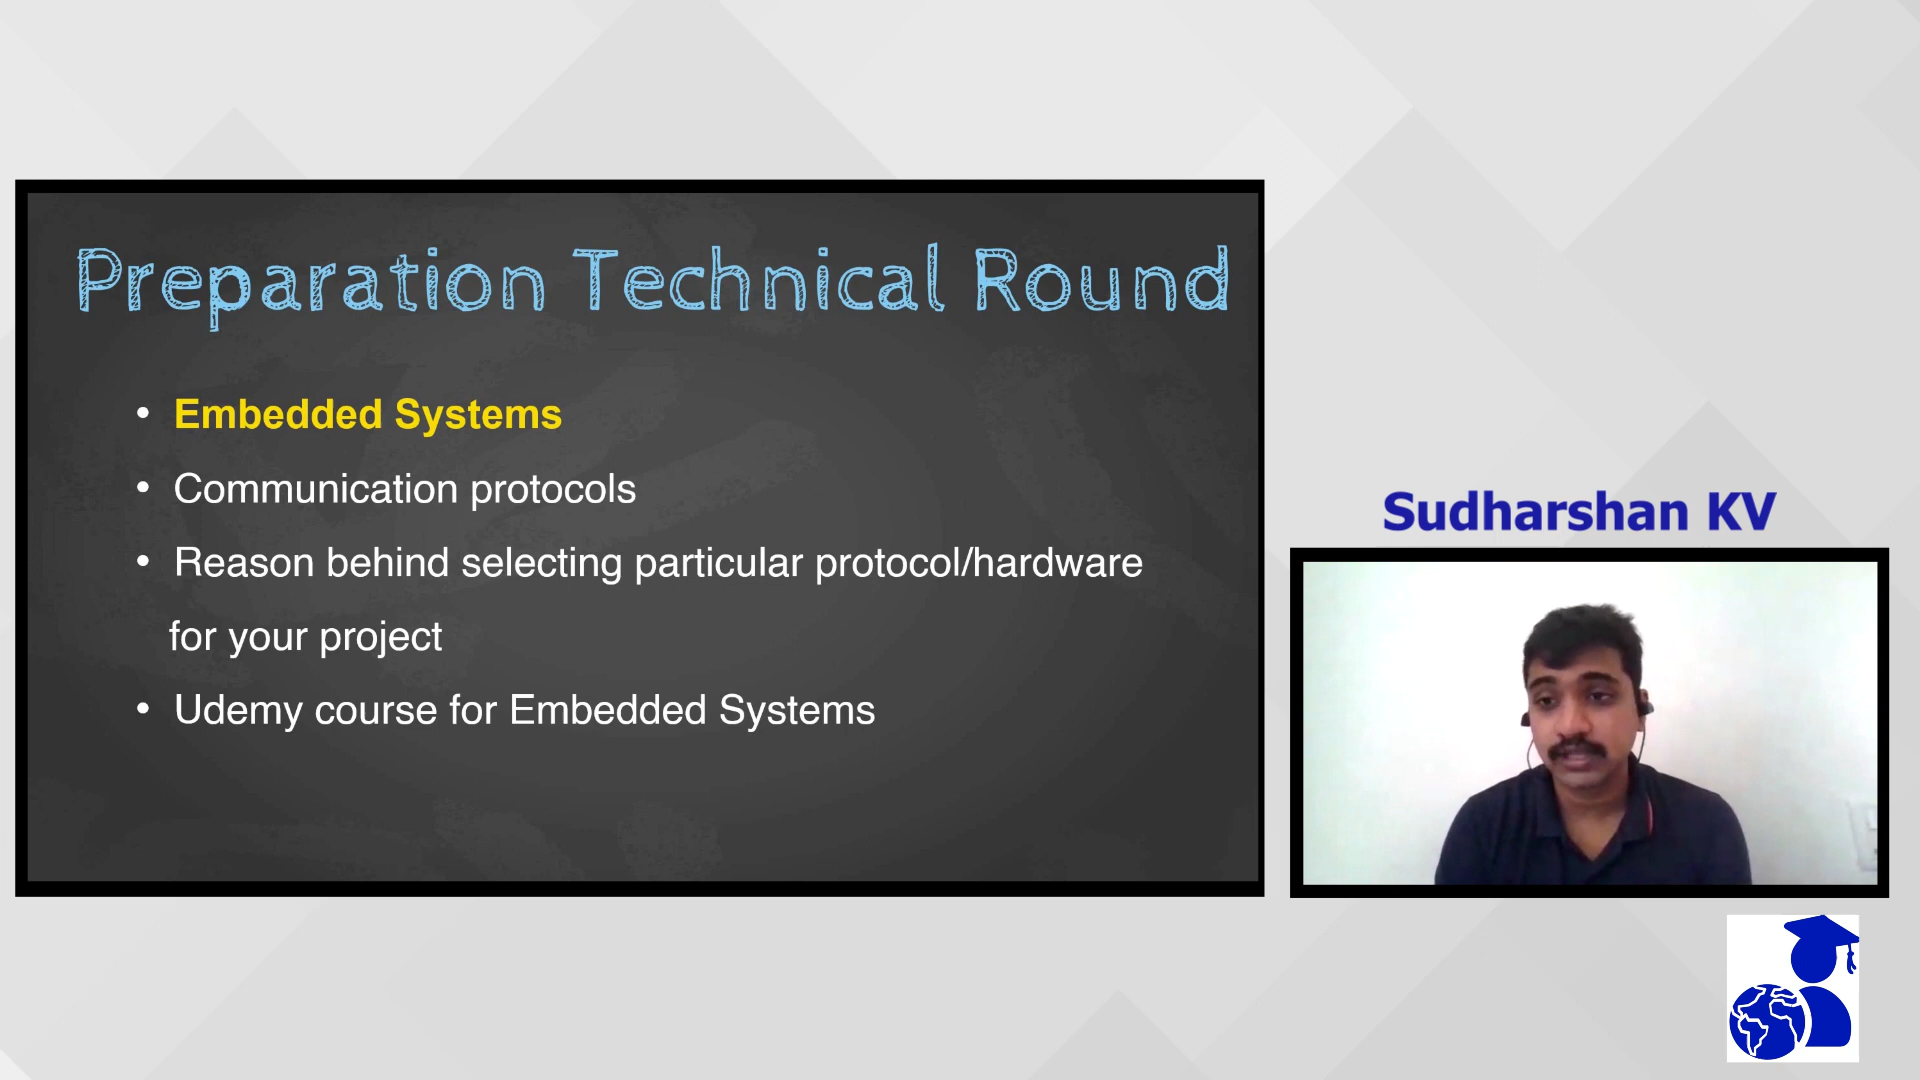 Preparation Technical Round
• Embedded Systems
• Communication protocols
• Reason behind selecting particular protocol/hardware
for your project
• Udemy course for Embedded Systems
Sudharshan KV